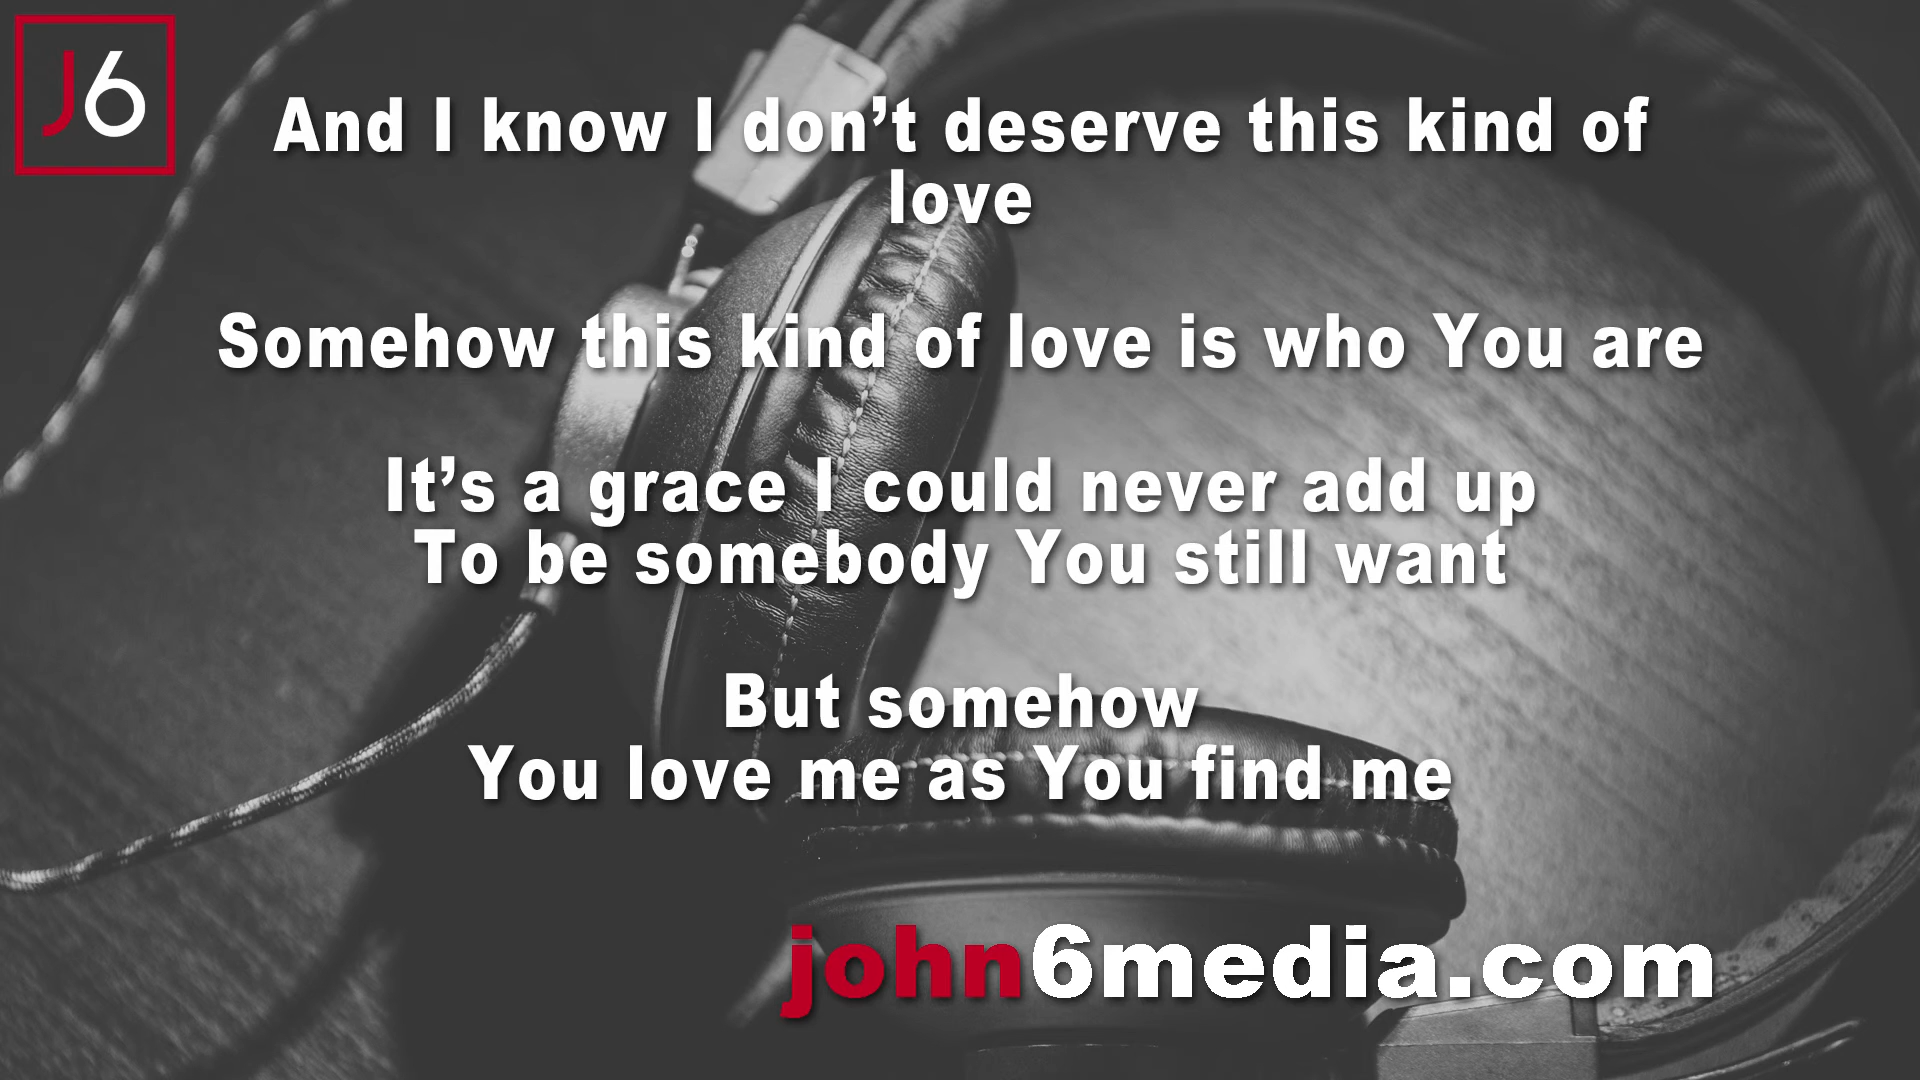 J6
And I know I don’t deserve this kind of
love
Somehow this kind of love is who You are
It’s a grace I could never add up
To be somebody You still want
But somehow
You love me as You find me
john6media.com